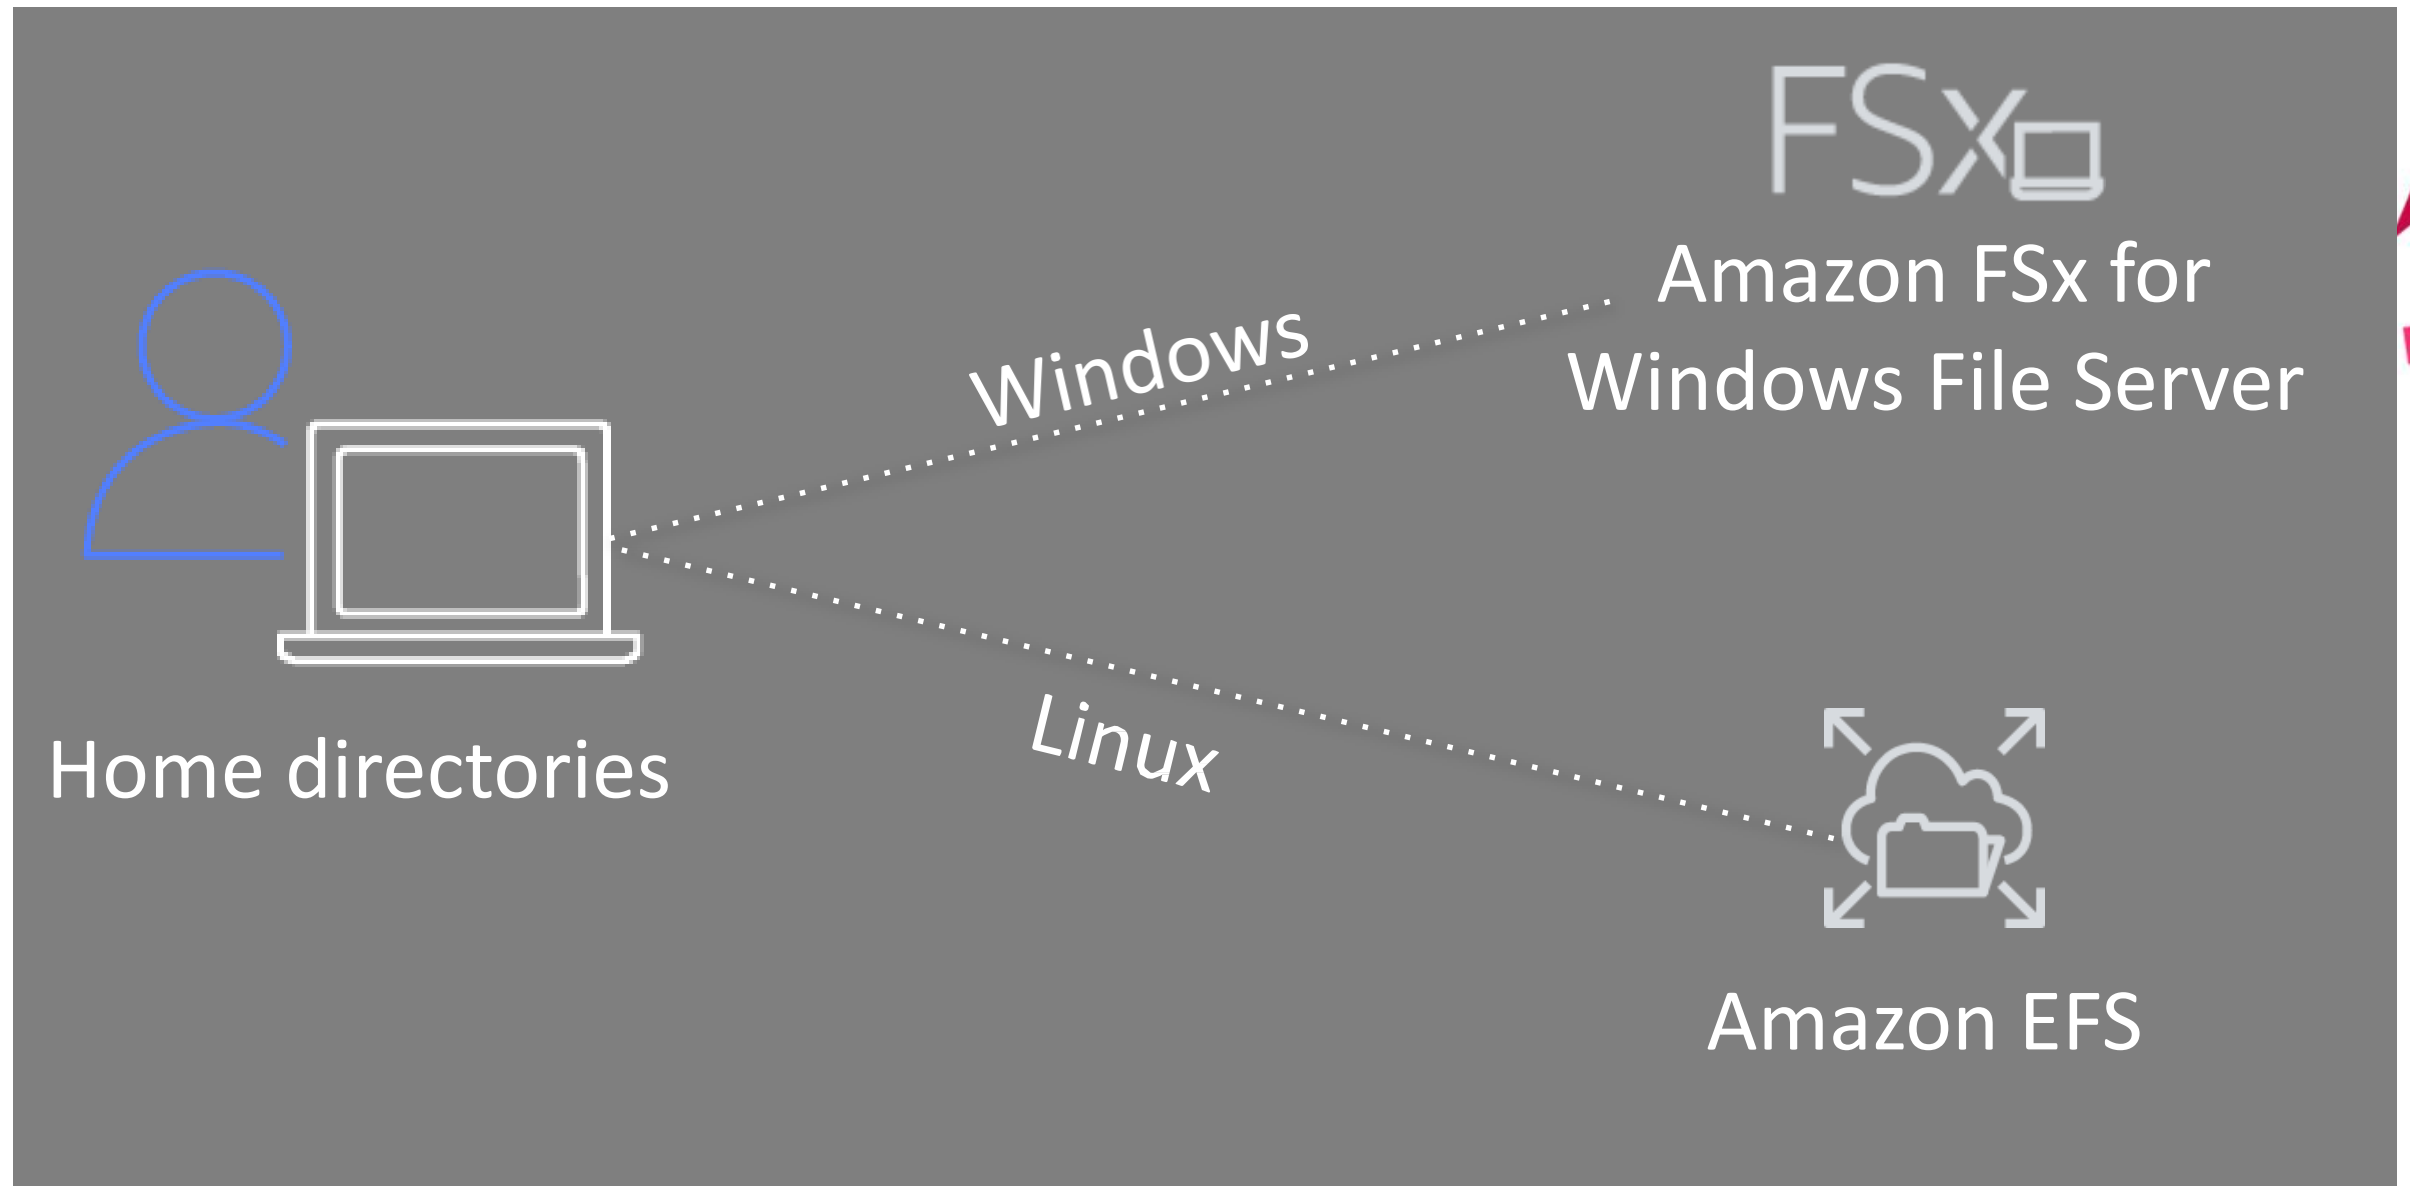 FSx
Amazon FSx for
Windows File Server
Windows
Home directories
Linux
Amazon EFS